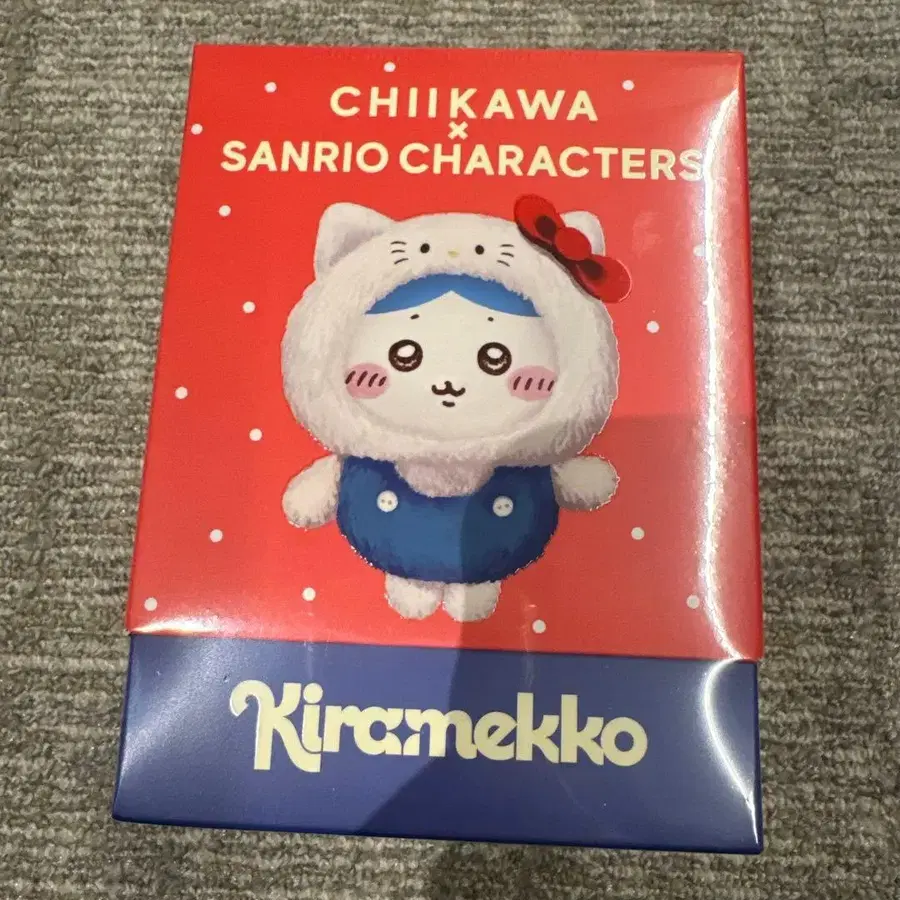 CHIIKAWA
×
SANRIO CHARACTERS
Kiramekko